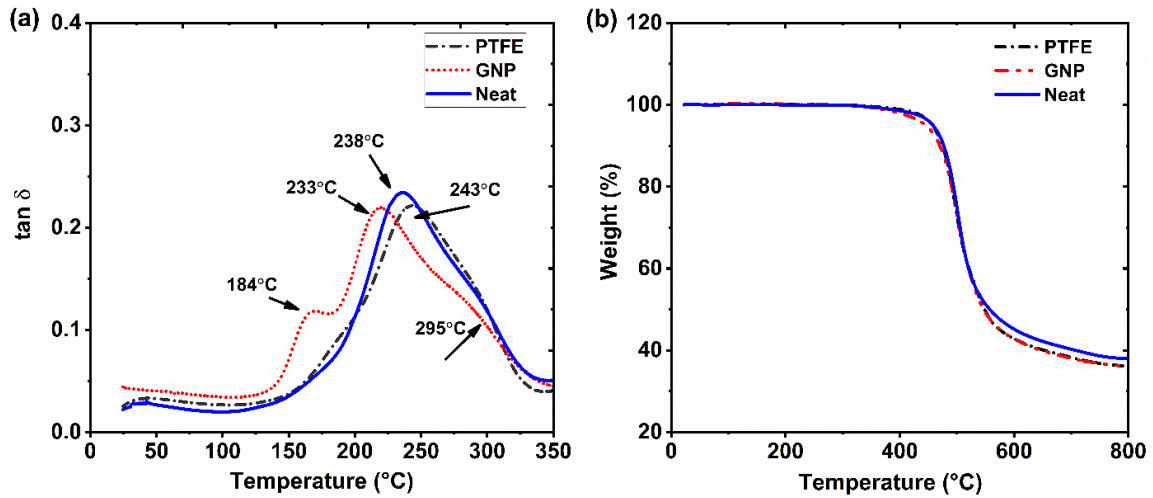 (a)
0.4
0.3
0.2
0.1
0.0
tan δ
PTFE
GNP
Neat
238°C
233°C
243°C
184°C
295°C
0 50 100 150 200 250 300 350
Temperature (°C)
(b)
120
100
80
60
40
20
Weight (%)
PTFE
GNP
Neat
0 200 400 600 800
Temperature (°C)